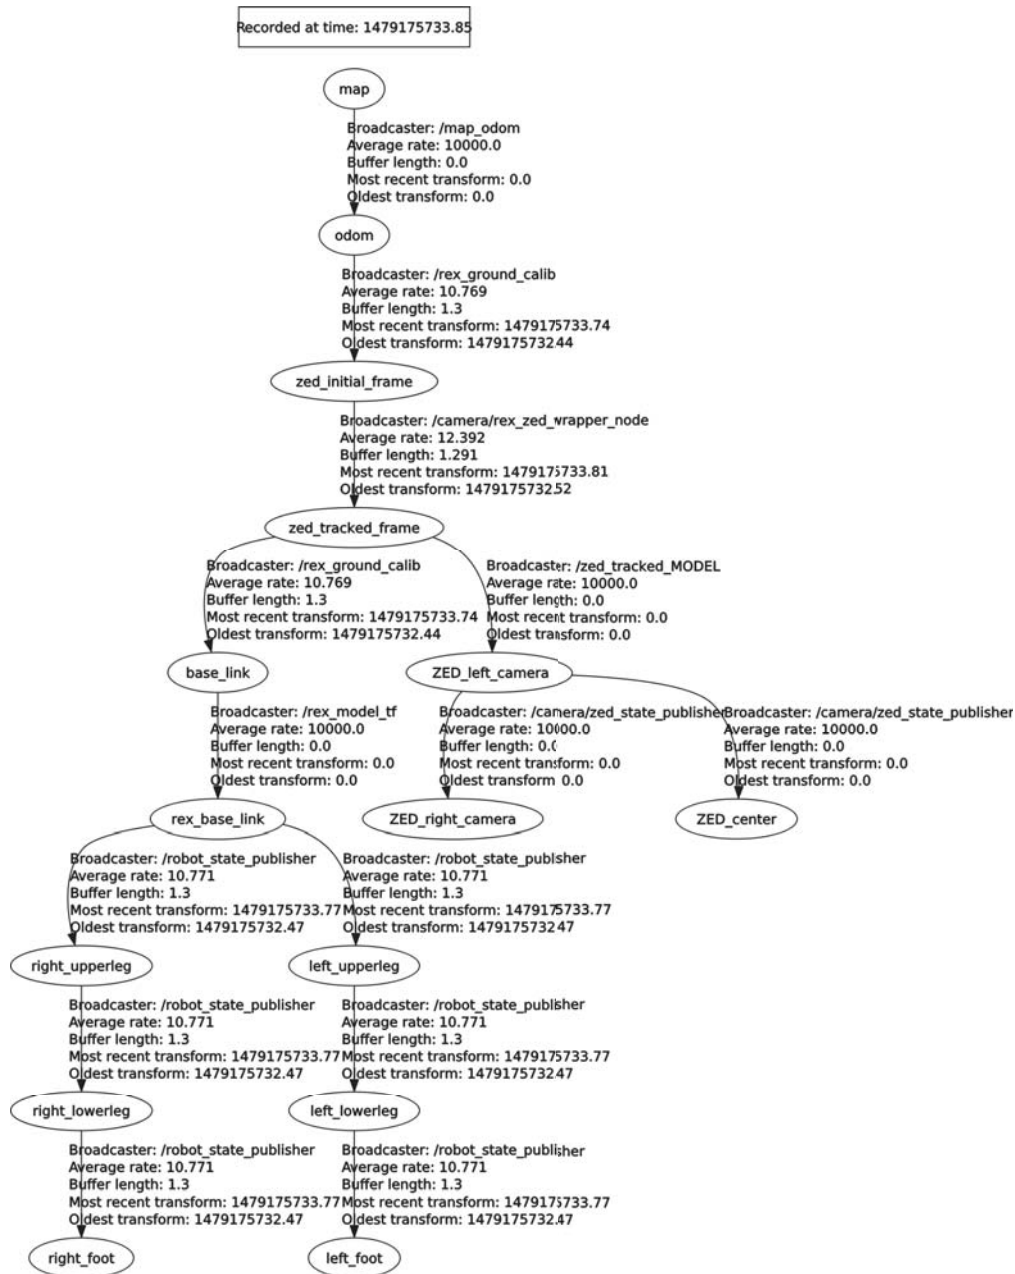 Recorded at time: 1479175733.85
map
Broadcaster: /map_odom
Average rate: 10000.0
Buffer length: 0.0
Most recent transform: 0.0
Oldest transform: 0.0
odom
Broadcaster: /rex_ground_calib
Average rate: 10.769
Buffer length: 1.3
Most recent transform: 1479175733.74
Oldest transform: 1479175732.44
zed_initial_frame
Broadcaster: /camera/rex_zed_wrapper_node
Average rate: 12.392
Buffer length: 1.291
Most recent transform: 1479175733.81
Oldest transform: 1479175732.52
zed_tracked_frame
Broadcaster: /rex_ground_calib
Average rate: 10.769
Buffer length: 1.3
Most recent transform: 1479175733.74
Oldest transform: 1479175732.44
Broadcaster: /zed_tracked_MODEL
Average rate: 10000.0
Buffer length: 0.0
Most recent transform: 0.0
Oldest transform: 0.0
base_link
ZED_left_camera
Broadcaster: /rex_model_tf
Average rate: 10000.0
Buffer length: 0.0
Most recent transform: 0.0
Oldest transform: 0.0
Broadcaster: /camera/zed_state_publisher
Average rate: 10000.0
Buffer length: 0.0
Most recent transform: 0.0
Oldest transform: 0.0
Broadcaster: /camera/zed_state_publisher
Average rate: 10000.0
Buffer length: 0.0
Most recent transform: 0.0
Oldest transform: 0.0
rex_base_link
ZED_right_camera
ZED_center
Broadcaster: /robot_state_publisher
Average rate: 10.771
Buffer length: 1.3
Most recent transform: 1479175733.77
Oldest transform: 1479175732.47
Broadcaster: /robot_state_publisher
Average rate: 10.771
Buffer length: 1.3
Most recent transform: 1479175733.77
Oldest transform: 1479175732.47
right_upperleg
left_upperleg
Broadcaster: /robot_state_publisher
Average rate: 10.771
Buffer length: 1.3
Most recent transform: 1479175733.77
Oldest transform: 1479175732.47
Broadcaster: /robot_state_publisher
Average rate: 10.771
Buffer length: 1.3
Most recent transform: 1479175733.77
Oldest transform: 1479175732.47
right_lowerleg
left_lowerleg
Broadcaster: /robot_state_publisher
Average rate: 10.771
Buffer length: 1.3
Most recent transform: 1479175733.77
Oldest transform: 1479175732.47
Broadcaster: /robot_state_publisher
Average rate: 10.771
Buffer length: 1.3
Most recent transform: 1479175733.77
Oldest transform: 1479175732.47
right_foot
left_foot